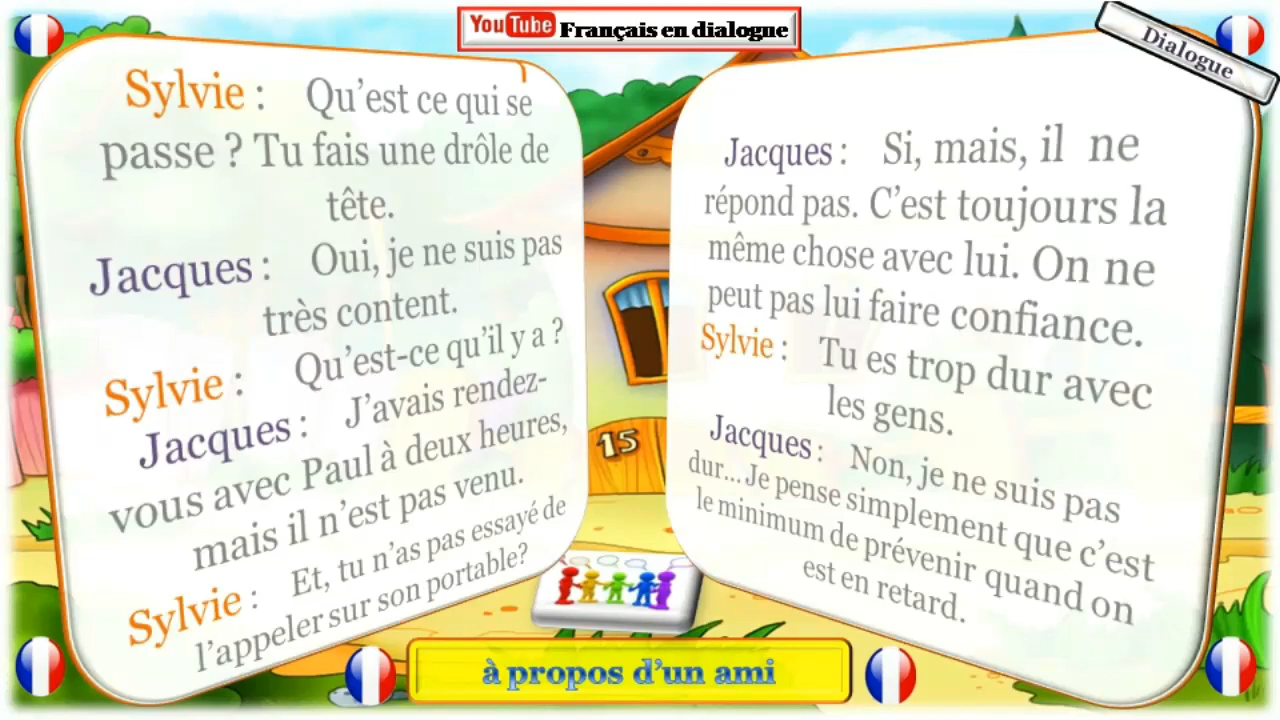 YouTube Français en dialogue
Dialogue
Sylvie : Qu’est ce qui se
passe ? Tu fais une drôle de
tête.
Jacques : Oui, je ne suis pas
très content.
Sylvie : Qu’est-ce qu’il y a ?
Jacques : J’avais rendez-
vous avec Paul à deux heures,
mais il n’est pas venu.
Sylvie : Et, tu n’as pas essayé de
l’appeler sur son portable?
Jacques : Si, mais, il ne
répond pas. C’est toujours la
même chose avec lui. On ne
peut pas lui faire confiance.
Sylvie : Tu es trop dur avec
les gens.
Jacques : Non, je ne suis pas
dur... Je pense simplement que c’est
le minimum de prévenir quand on
est en retard.
15
à propos d’un ami